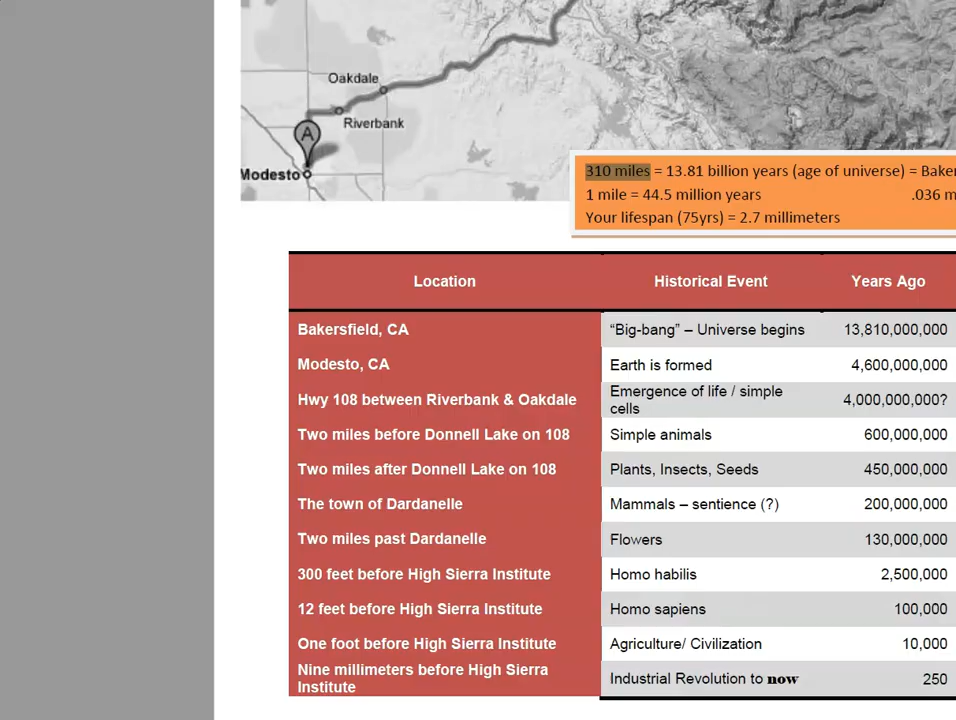 Oakdale
Riverbank
A
Modesto
310 miles = 13.81 billion years (age of universe) = Baker
1 mile = 44.5 million years .036 m
Your lifespan (75yrs) = 2.7 millimeters
Location Historical Event Years Ago
Bakersfield, CA “Big-bang” – Universe begins 13,810,000,000
Modesto, CA Earth is formed 4,600,000,000
Hwy 108 between Riverbank & Oakdale Emergence of life / simple cells 4,000,000,000?
Two miles before Donnell Lake on 108 Simple animals 600,000,000
Two miles after Donnell Lake on 108 Plants, Insects, Seeds 450,000,000
The town of Dardanelle Mammals – sentience (?) 200,000,000
Two miles past Dardanelle Flowers 130,000,000
300 feet before High Sierra Institute Homo habilis 2,500,000
12 feet before High Sierra Institute Homo sapiens 100,000
One foot before High Sierra Institute Agriculture/ Civilization 10,000
Nine millimeters before High Sierra Institute Industrial Revolution to now 250